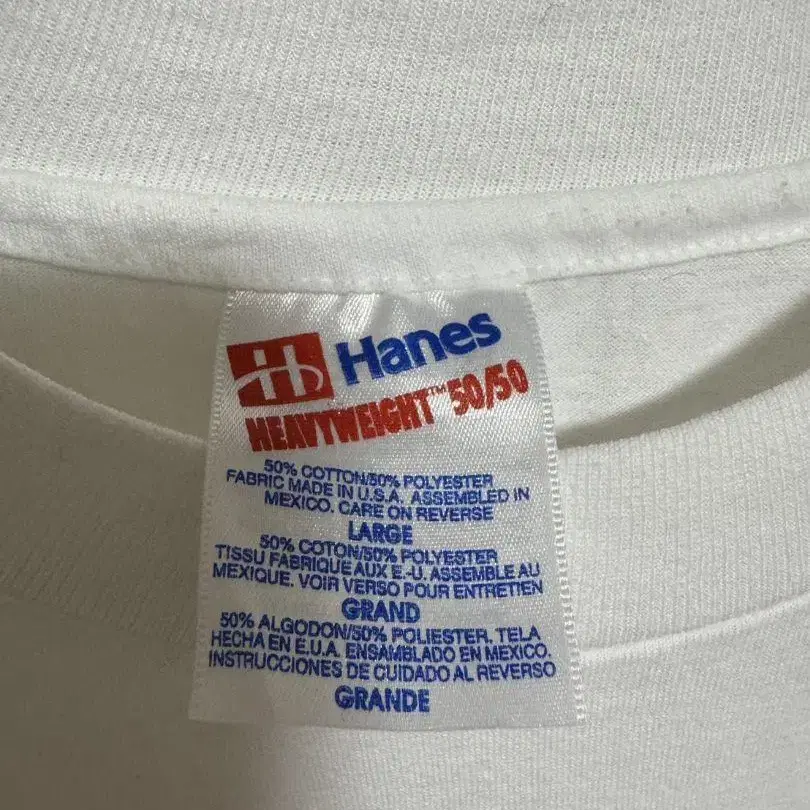 H Hanes
HEAVYWEIGHT™ 50/50
50% COTTON/50% POLYESTER
FABRIC MADE IN U.S.A. ASSEMBLED IN
MEXICO. CARE ON REVERSE
LARGE
50% COTON/50% POLYESTER
TISSU FABRIQUE AUX E.-U. ASSEMBLE AU
MEXIQUE. VOIR VERSO POUR ENTRETIEN
GRAND
50% ALGODON/50% POLIESTER. TELA
HECHA EN E.U.A. ENSAMBLADO EN MEXICO.
INSTRUCCIONES DE CUIDADO AL REVERSO
GRANDE